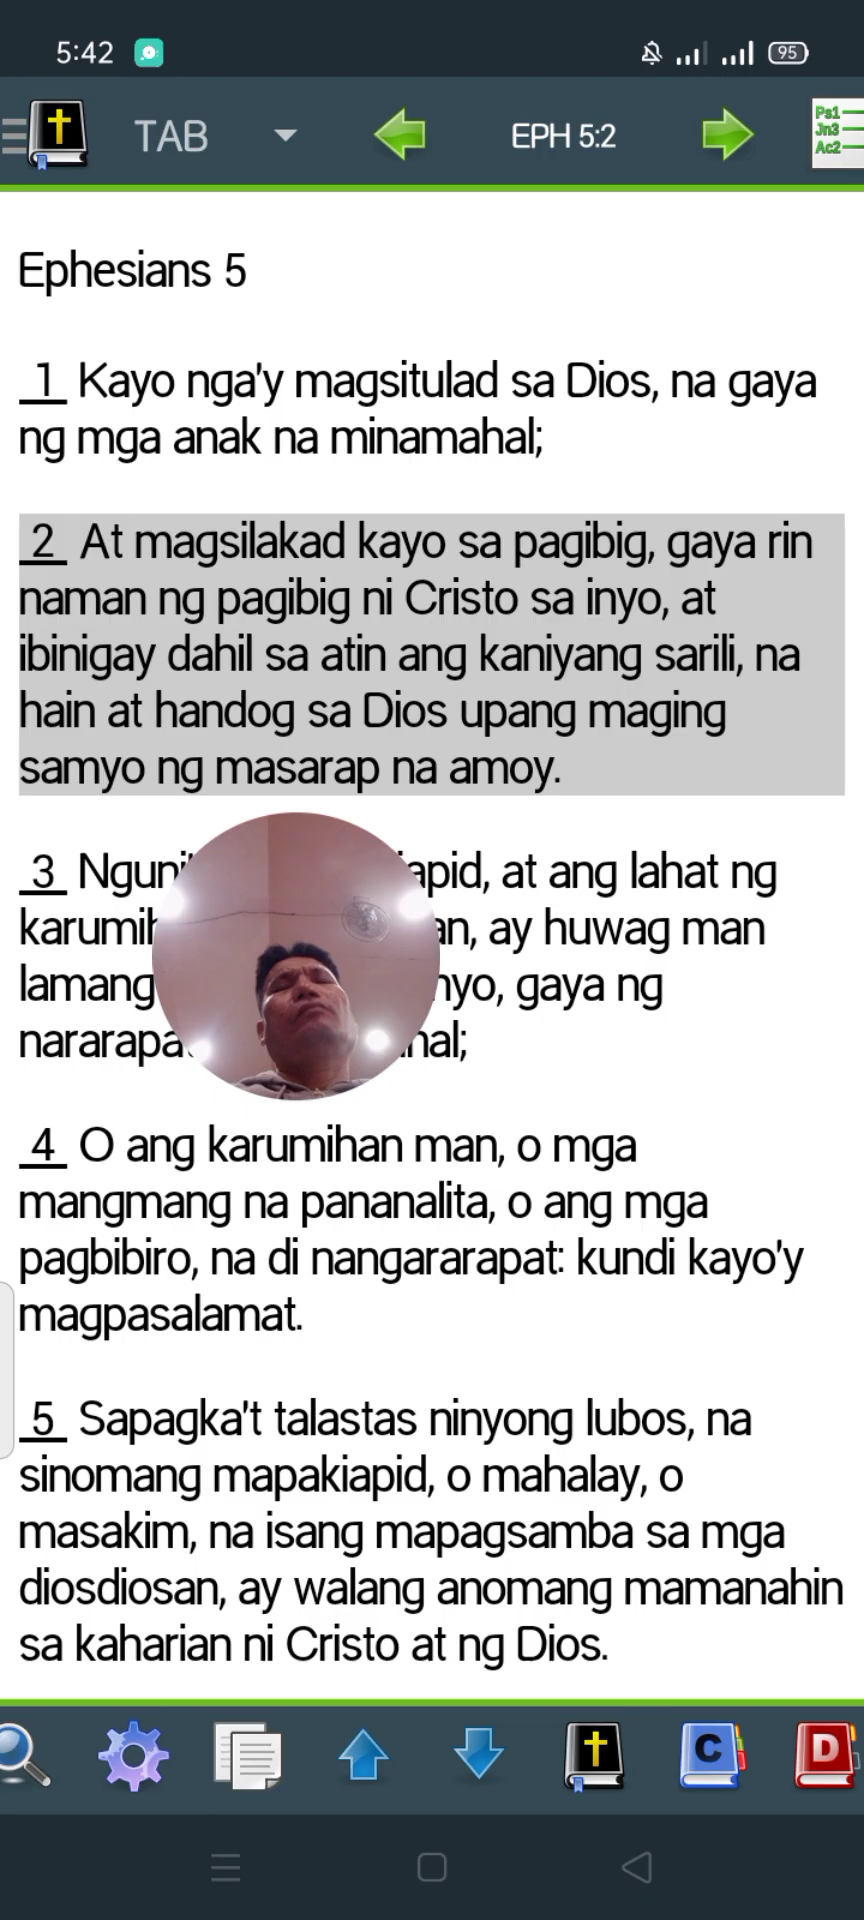 5:42
95
TAB
EPH 5:2
Ps1
Jn3
Ac2
Ephesians 5
1 Kayo nga'y magsitulad sa Dios, na gaya
ng mga anak na minamahal;
2 At magsilakad kayo sa pagibig, gaya rin
naman ng pagibig ni Cristo sa inyo, at
ibinigay dahil sa atin ang kaniyang sarili, na
hain at handog sa Dios upang maging
samyo ng masarap na amoy.
3 at ang lahat ng
ay huwag man
lamang gaya ng
4 O ang karumihan man, o mga
mangmang na pananalita, o ang mga
pagbibiro, na di nangararapat: kundi kayo'y
magpasalamat.
5 Sapagka't talastas ninyong lubos, na
sinomang mapakiapid, o mahalay, o
masakim, na isang mapagsamba sa mga
diosdiosan, ay walang anomang mamanahin
sa kaharian ni Cristo at ng Dios.
C
D